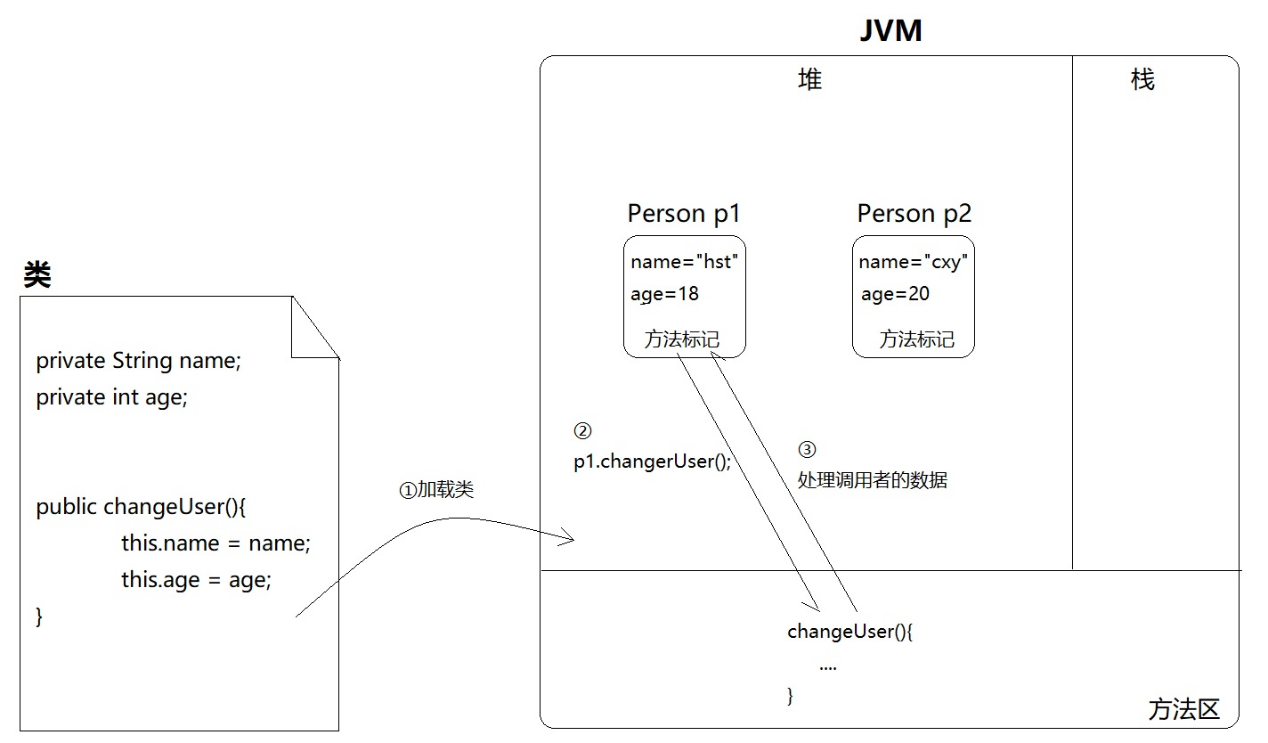 类
private String name;
private int age;
public changeUser(){
this.name = name;
this.age = age;
}
①加载类
JVM
堆
栈
Person p1
name="hst"
age=18
方法标记
Person p2
name="cxy"
age=20
方法标记
②
p1.changerUser();
③
处理调用者的数据
changeUser(){
....
}
方法区